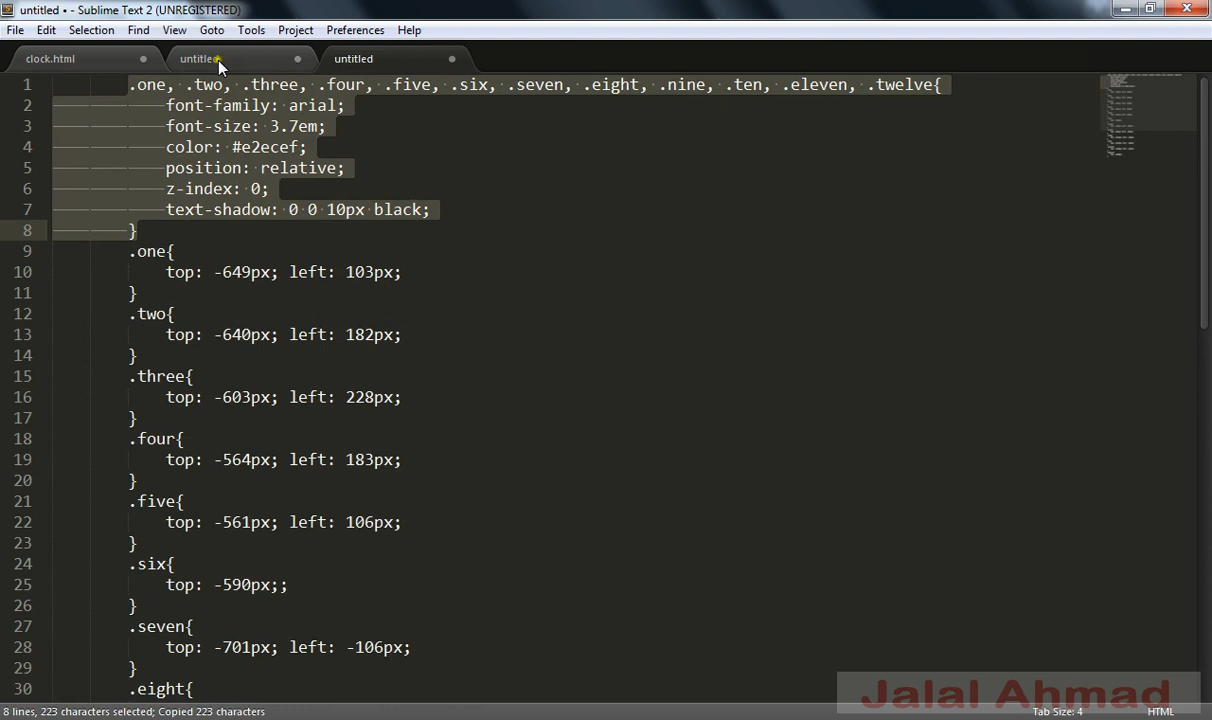 untitled • - Sublime Text 2 (UNREGISTERED)
File Edit Selection Find View Goto Tools Project Preferences Help
clock.html untitled untitled
1 .one, .two, .three, .four, .five, .six, .seven, .eight, .nine, .ten, .eleven, .twelve{
2 font-family: arial;
3 font-size: 3.7em;
4 color: #e2ecef;
5 position: relative;
6 z-index: 0;
7 text-shadow: 0 0 10px black;
8 }
9 .one{
10 top: -649px; left: 103px;
11 }
12 .two{
13 top: -640px; left: 182px;
14 }
15 .three{
16 top: -603px; left: 228px;
17 }
18 .four{
19 top: -564px; left: 183px;
20 }
21 .five{
22 top: -561px; left: 106px;
23 }
24 .six{
25 top: -590px;;
26 }
27 .seven{
28 top: -701px; left: -106px;
29 }
30 .eight{
Jalal Ahmad
8 lines, 223 characters selected; Copied 223 characters Tab Size: 4 HTML